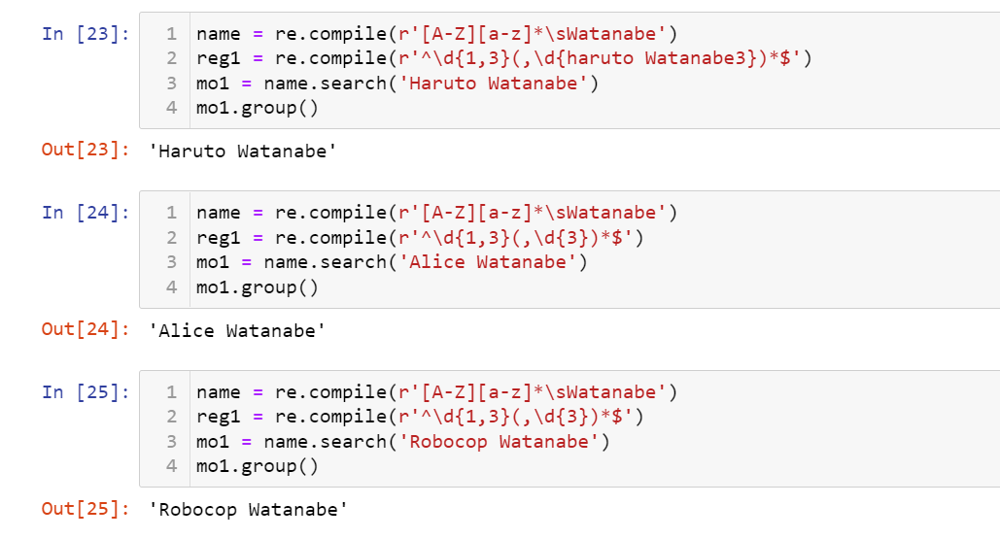 In [23]:
1 name = re.compile(r'[A-Z][a-z]*\sWatanabe')
2 reg1 = re.compile(r'^\d{1,3}(,\d{haruto Watanabe3})*$')
3 mo1 = name.search('Haruto Watanabe')
4 mo1.group()
Out[23]: 'Haruto Watanabe'
In [24]:
1 name = re.compile(r'[A-Z][a-z]*\sWatanabe')
2 reg1 = re.compile(r'^\d{1,3}(,\d{3})*$')
3 mo1 = name.search('Alice Watanabe')
4 mo1.group()
Out[24]: 'Alice Watanabe'
In [25]:
1 name = re.compile(r'[A-Z][a-z]*\sWatanabe')
2 reg1 = re.compile(r'^\d{1,3}(,\d{3})*$')
3 mo1 = name.search('Robocop Watanabe')
4 mo1.group()
Out[25]: 'Robocop Watanabe'